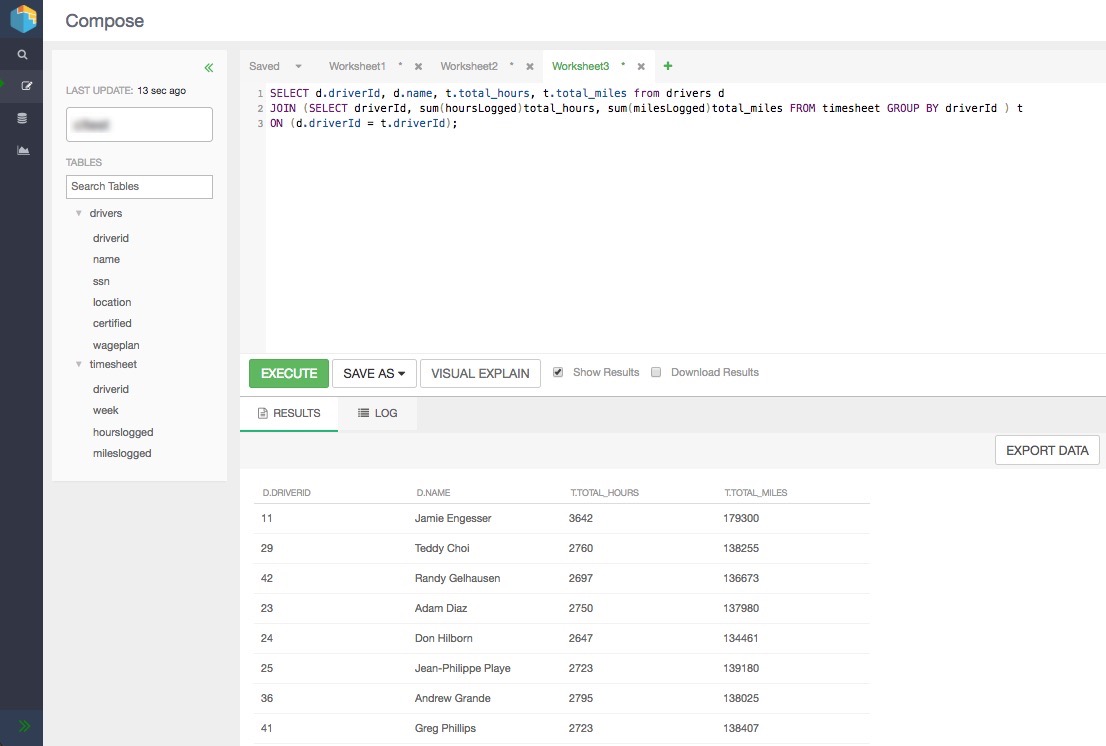 Compose
LAST UPDATE: 13 sec ago
TABLES
Search Tables
drivers
driverid
name
ssn
location
certified
wageplan
timesheet
driverid
week
hourslogged
mileslogged
Saved Worksheet1 * Worksheet2 * Worksheet3 *
1 SELECT d.driverId, d.name, t.total_hours, t.total_miles from drivers d
2 JOIN (SELECT driverId, sum(hoursLogged)total_hours, sum(milesLogged)total_miles FROM timesheet GROUP BY driverId ) t
3 ON (d.driverId = t.driverId);
EXECUTE SAVE AS VISUAL EXPLAIN Show Results Download Results
RESULTS LOG
EXPORT DATA
D.DRIVERID D.NAME T.TOTAL_HOURS T.TOTAL_MILES
11 Jamie Engesser 3642 179300
29 Teddy Choi 2760 138255
42 Randy Gelhausen 2697 136673
23 Adam Diaz 2750 137980
24 Don Hilborn 2647 134461
25 Jean-Philippe Playe 2723 139180
36 Andrew Grande 2795 138025
41 Greg Phillips 2723 138407